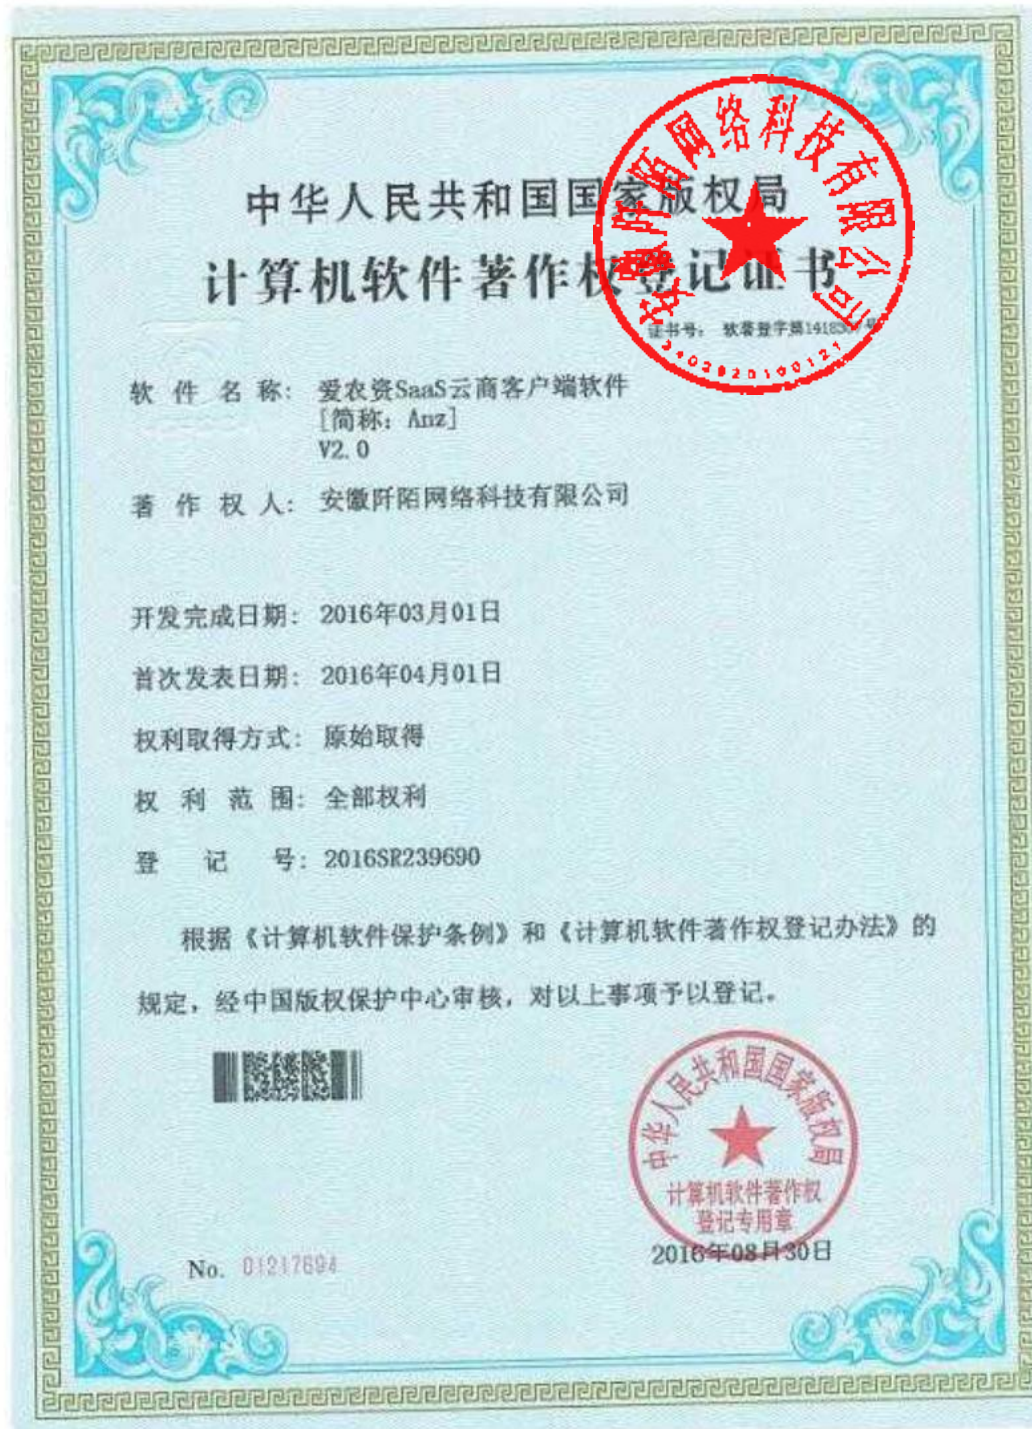 中华人民共和国国家版权局
计算机软件著作权登记证书
安徽阡陌网络科技有限公司
证书号： 软著登字第1418307号
软件名称： 爱农资SaaS云商客户端软件
[简称：Anz]
V2.0
著作权人： 安徽阡陌网络科技有限公司
开发完成日期： 2016年03月01日
首次发表日期： 2016年04月01日
权利取得方式： 原始取得
权利范围： 全部权利
登记号： 2016SR239690
根据《计算机软件保护条例》和《计算机软件著作权登记办法》的
规定，经中国版权保护中心审核，对以上事项予以登记。
中华人民共和国国家版权局
计算机软件著作权
登记专用章
2016年08月30日
No. 01217694